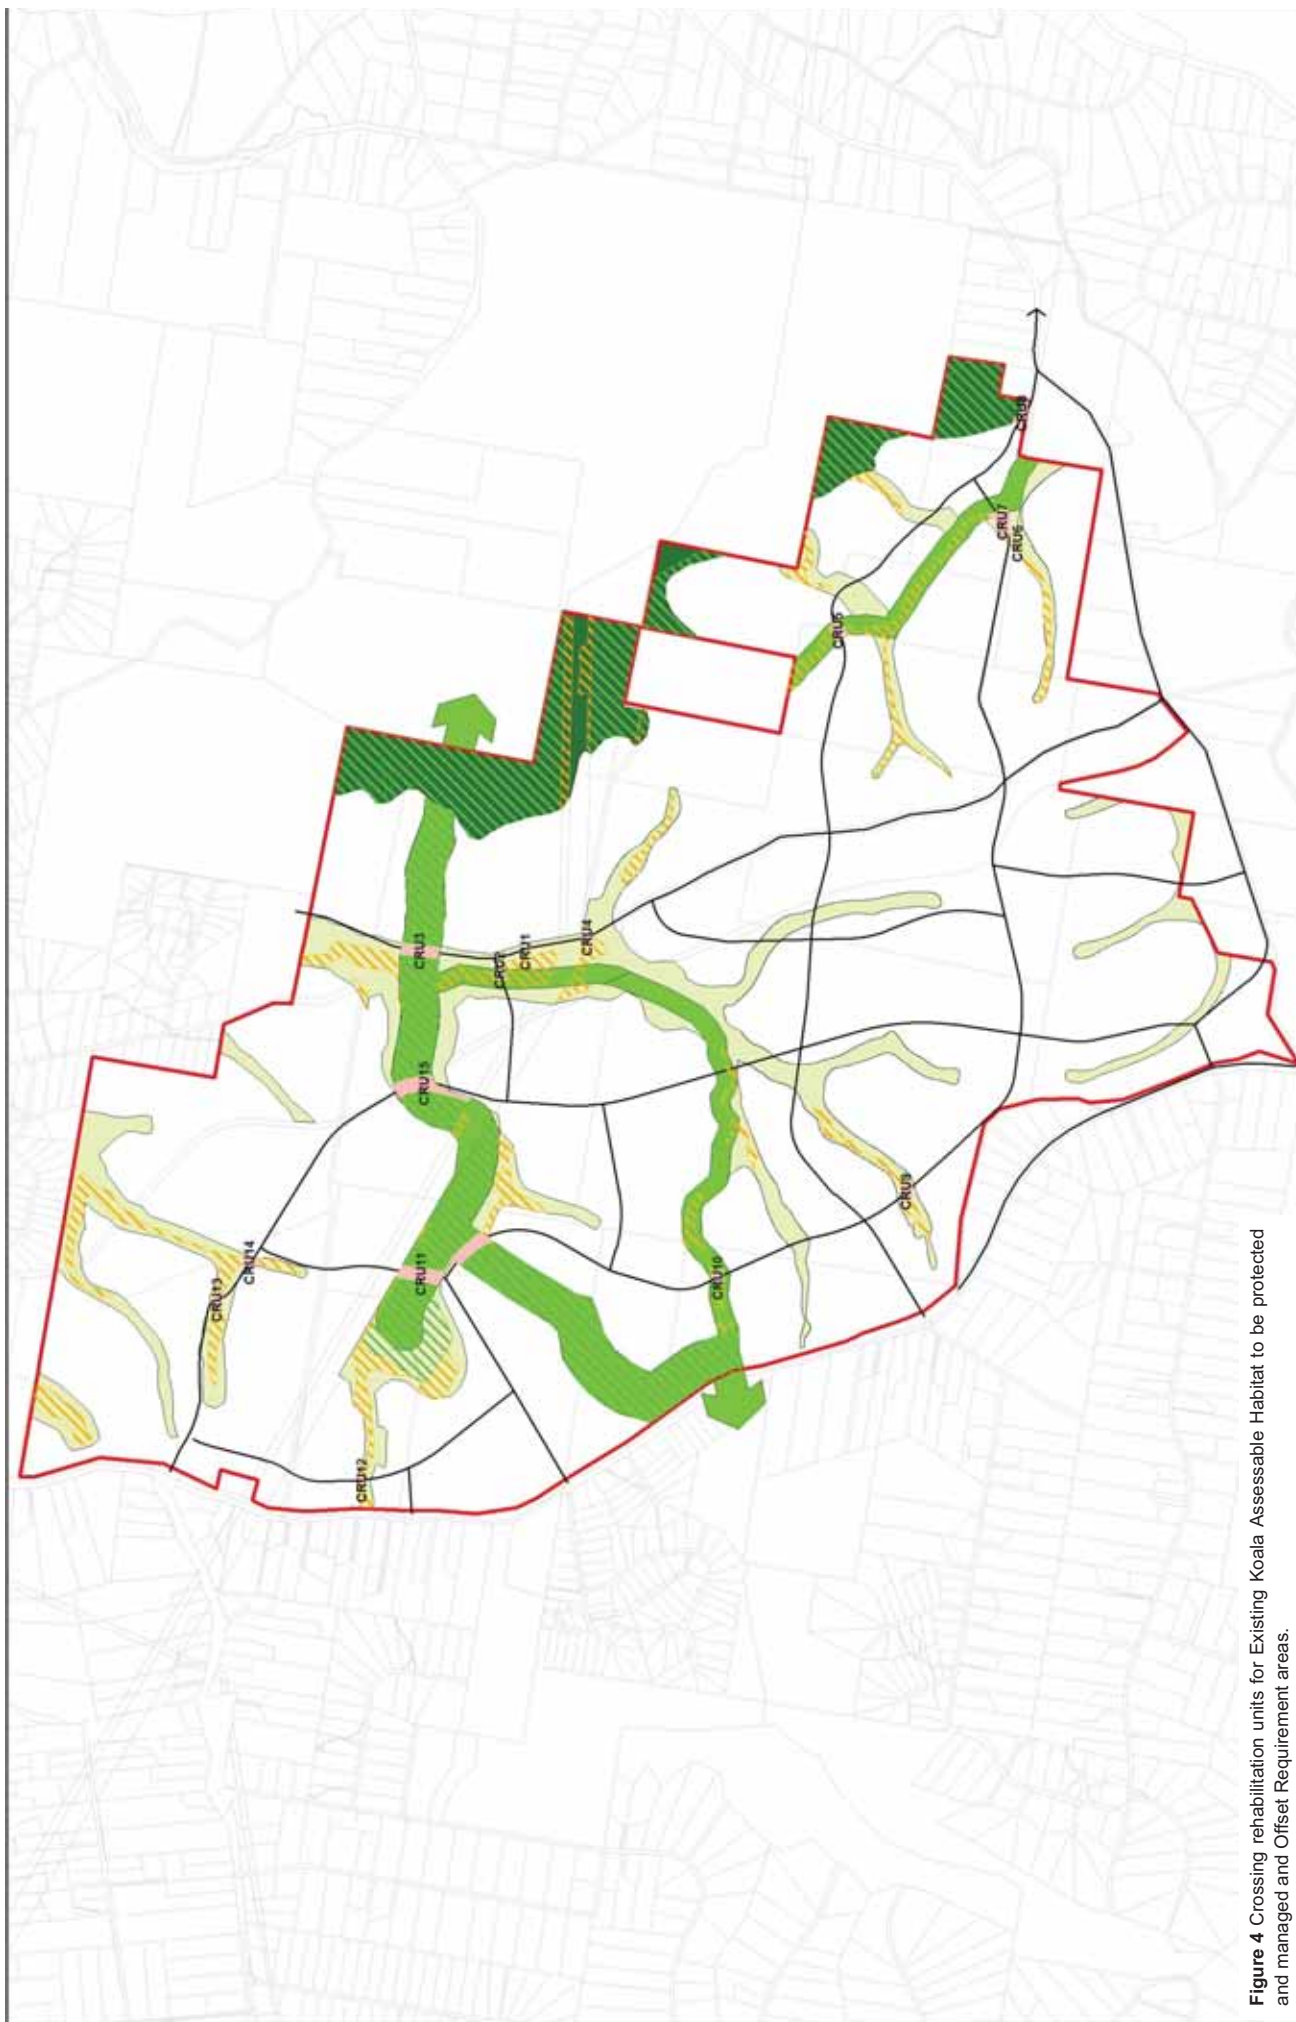 CRU13
CRU14
CRU12
CRU11
CRU15
CRU3
CRU2
CRU1
CRU4
CRU10
CRU5
CRU9
CRU7
CRU6
CRU8
Figure 4 Crossing rehabilitation units for Existing Koala Assessable Habitat to be protected
and managed and Offset Requirement areas.